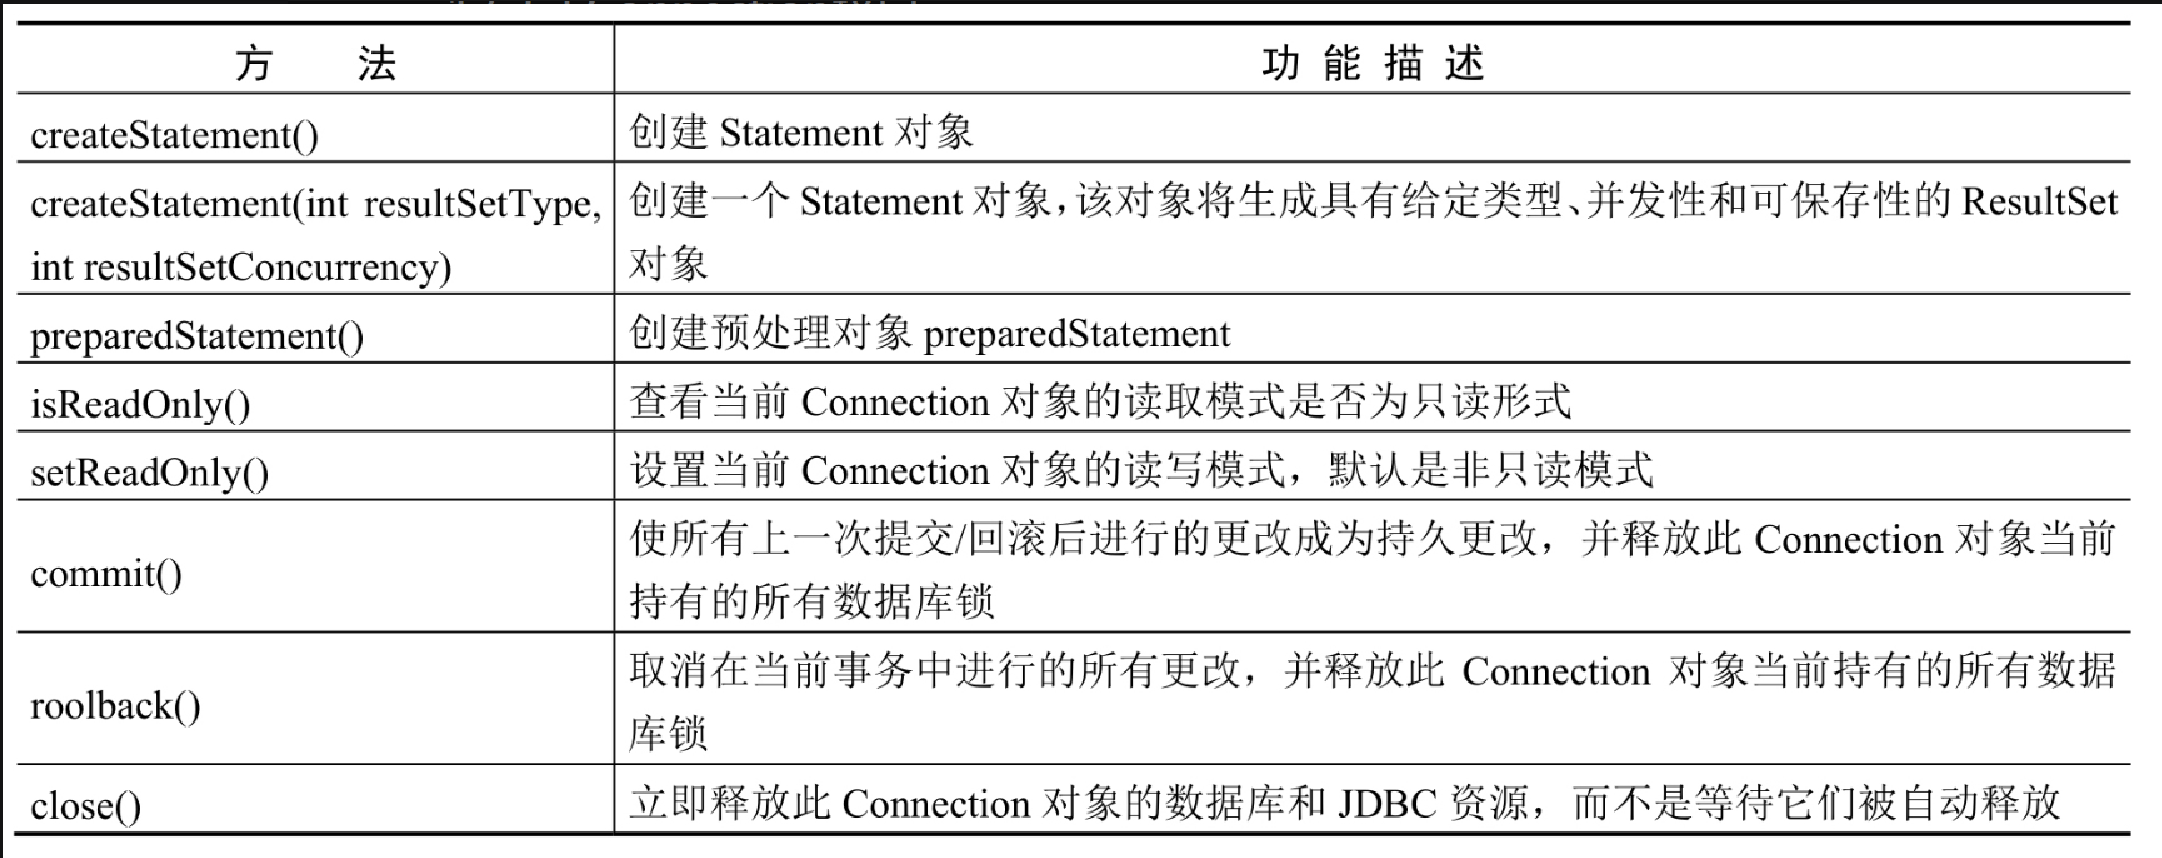 方 法
功 能 描 述
createStatement()
创建 Statement 对象
createStatement(int resultSetType,
int resultSetConcurrency)
创建一个 Statement 对象，该对象将生成具有给定类型、并发性和可保存性的 ResultSet
对象
preparedStatement()
创建预处理对象 preparedStatement
isReadOnly()
查看当前 Connection 对象的读取模式是否为只读形式
setReadOnly()
设置当前 Connection 对象的读写模式，默认是非只读模式
commit()
使所有上一次提交/回滚后进行的更改成为持久更改，并释放此 Connection 对象当前
持有的所有数据库锁
roolback()
取消在当前事务中进行的所有更改，并释放此 Connection 对象当前持有的所有数据
库锁
close()
立即释放此 Connection 对象的数据库和 JDBC 资源，而不是等待它们被自动释放